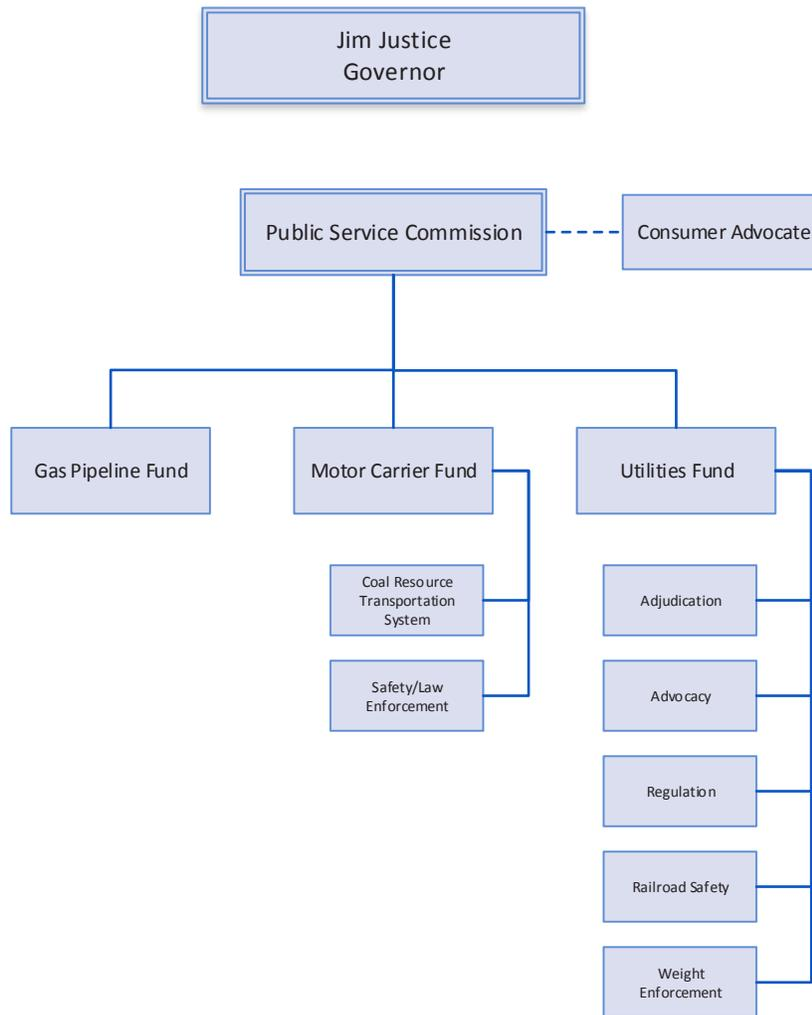 Jim Justice
Governor
Public Service Commission
Consumer Advocate
Gas Pipeline Fund
Motor Carrier Fund
Utilities Fund
Coal Resource
Transportation
System
Safety/Law
Enforcement
Adjudication
Advocacy
Regulation
Railroad Safety
Weight
Enforcement